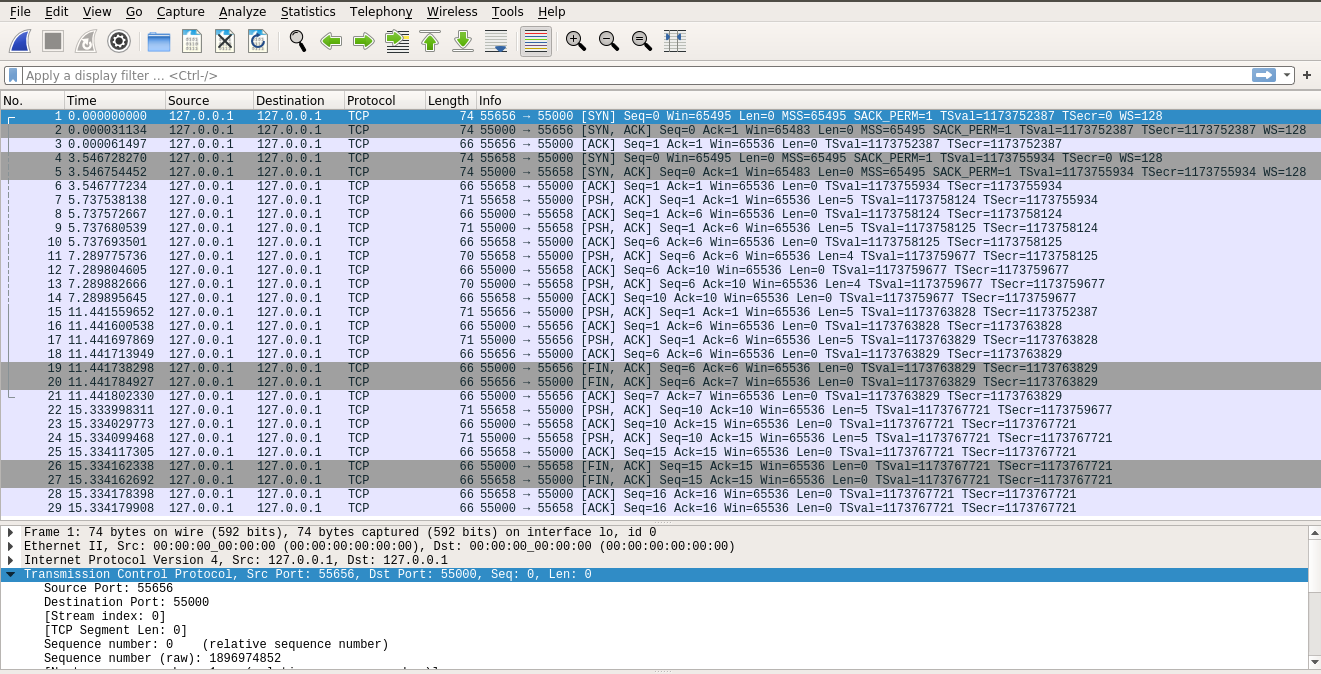 File Edit View Go Capture Analyze Statistics Telephony Wireless Tools Help
Apply a display filter ... <Ctrl-/>
No. Time Source Destination Protocol Length Info
1 0.000000000 127.0.0.1 127.0.0.1 TCP 74 55656 → 55000 [SYN] Seq=0 Win=65495 Len=0 MSS=65495 SACK_PERM=1 TSval=1173752387 TSecr=0 WS=128
2 0.000031134 127.0.0.1 127.0.0.1 TCP 74 55000 → 55656 [SYN, ACK] Seq=0 Ack=1 Win=65483 Len=0 MSS=65495 SACK_PERM=1 TSval=1173752387 TSecr=1173752387 WS=128
3 0.000061497 127.0.0.1 127.0.0.1 TCP 66 55656 → 55000 [ACK] Seq=1 Ack=1 Win=65536 Len=0 TSval=1173752387 TSecr=1173752387
4 3.546728270 127.0.0.1 127.0.0.1 TCP 74 55658 → 55000 [SYN] Seq=0 Win=65495 Len=0 MSS=65495 SACK_PERM=1 TSval=1173755934 TSecr=0 WS=128
5 3.546754452 127.0.0.1 127.0.0.1 TCP 74 55000 → 55658 [SYN, ACK] Seq=0 Ack=1 Win=65483 Len=0 MSS=65495 SACK_PERM=1 TSval=1173755934 TSecr=1173755934 WS=128
6 3.546777234 127.0.0.1 127.0.0.1 TCP 66 55658 → 55000 [ACK] Seq=1 Ack=1 Win=65536 Len=0 TSval=1173755934 TSecr=1173755934
7 5.737538138 127.0.0.1 127.0.0.1 TCP 71 55658 → 55000 [PSH, ACK] Seq=1 Ack=1 Win=65536 Len=5 TSval=1173758124 TSecr=1173755934
8 5.737572667 127.0.0.1 127.0.0.1 TCP 66 55000 → 55658 [ACK] Seq=1 Ack=6 Win=65536 Len=0 TSval=1173758124 TSecr=1173758124
9 5.737680539 127.0.0.1 127.0.0.1 TCP 71 55000 → 55658 [PSH, ACK] Seq=1 Ack=6 Win=65536 Len=5 TSval=1173758125 TSecr=1173758124
10 5.737693501 127.0.0.1 127.0.0.1 TCP 66 55658 → 55000 [ACK] Seq=6 Ack=6 Win=65536 Len=0 TSval=1173758125 TSecr=1173758125
11 7.289775736 127.0.0.1 127.0.0.1 TCP 70 55658 → 55000 [PSH, ACK] Seq=6 Ack=6 Win=65536 Len=4 TSval=1173759677 TSecr=1173758125
12 7.289804605 127.0.0.1 127.0.0.1 TCP 66 55000 → 55658 [ACK] Seq=6 Ack=10 Win=65536 Len=0 TSval=1173759677 TSecr=1173759677
13 7.289882666 127.0.0.1 127.0.0.1 TCP 70 55000 → 55658 [PSH, ACK] Seq=6 Ack=10 Win=65536 Len=4 TSval=1173759677 TSecr=1173759677
14 7.289895645 127.0.0.1 127.0.0.1 TCP 66 55658 → 55000 [ACK] Seq=10 Ack=10 Win=65536 Len=0 TSval=1173759677 TSecr=1173759677
15 11.441559652 127.0.0.1 127.0.0.1 TCP 71 55656 → 55000 [PSH, ACK] Seq=1 Ack=1 Win=65536 Len=5 TSval=1173763828 TSecr=1173752387
16 11.441600538 127.0.0.1 127.0.0.1 TCP 66 55000 → 55656 [ACK] Seq=1 Ack=6 Win=65536 Len=0 TSval=1173763828 TSecr=1173763828
17 11.441697869 127.0.0.1 127.0.0.1 TCP 71 55000 → 55656 [PSH, ACK] Seq=1 Ack=6 Win=65536 Len=5 TSval=1173763829 TSecr=1173763828
18 11.441713949 127.0.0.1 127.0.0.1 TCP 66 55656 → 55000 [ACK] Seq=6 Ack=6 Win=65536 Len=0 TSval=1173763829 TSecr=1173763829
19 11.441738298 127.0.0.1 127.0.0.1 TCP 66 55000 → 55656 [FIN, ACK] Seq=6 Ack=6 Win=65536 Len=0 TSval=1173763829 TSecr=1173763829
20 11.441784927 127.0.0.1 127.0.0.1 TCP 66 55656 → 55000 [FIN, ACK] Seq=6 Ack=7 Win=65536 Len=0 TSval=1173763829 TSecr=1173763829
21 11.441802330 127.0.0.1 127.0.0.1 TCP 66 55000 → 55656 [ACK] Seq=7 Ack=7 Win=65536 Len=0 TSval=1173763829 TSecr=1173763829
22 15.333998311 127.0.0.1 127.0.0.1 TCP 71 55658 → 55000 [PSH, ACK] Seq=10 Ack=10 Win=65536 Len=5 TSval=1173767721 TSecr=1173759677
23 15.334029773 127.0.0.1 127.0.0.1 TCP 66 55000 → 55658 [ACK] Seq=10 Ack=15 Win=65536 Len=0 TSval=1173767721 TSecr=1173767721
24 15.334099468 127.0.0.1 127.0.0.1 TCP 71 55000 → 55658 [PSH, ACK] Seq=10 Ack=15 Win=65536 Len=5 TSval=1173767721 TSecr=1173767721
25 15.334117305 127.0.0.1 127.0.0.1 TCP 66 55658 → 55000 [ACK] Seq=15 Ack=15 Win=65536 Len=0 TSval=1173767721 TSecr=1173767721
26 15.334162338 127.0.0.1 127.0.0.1 TCP 66 55000 → 55658 [FIN, ACK] Seq=15 Ack=15 Win=65536 Len=0 TSval=1173767721 TSecr=1173767721
27 15.334162692 127.0.0.1 127.0.0.1 TCP 66 55658 → 55000 [FIN, ACK] Seq=15 Ack=15 Win=65536 Len=0 TSval=1173767721 TSecr=1173767721
28 15.334178398 127.0.0.1 127.0.0.1 TCP 66 55000 → 55658 [ACK] Seq=16 Ack=16 Win=65536 Len=0 TSval=1173767721 TSecr=1173767721
29 15.334179908 127.0.0.1 127.0.0.1 TCP 66 55658 → 55000 [ACK] Seq=16 Ack=16 Win=65536 Len=0 TSval=1173767721 TSecr=1173767721
Frame 1: 74 bytes on wire (592 bits), 74 bytes captured (592 bits) on interface lo, id 0
Ethernet II, Src: 00:00:00_00:00:00 (00:00:00:00:00:00), Dst: 00:00:00_00:00:00 (00:00:00:00:00:00)
Internet Protocol Version 4, Src: 127.0.0.1, Dst: 127.0.0.1
Transmission Control Protocol, Src Port: 55656, Dst Port: 55000, Seq: 0, Len: 0
Source Port: 55656
Destination Port: 55000
[Stream index: 0]
[TCP Segment Len: 0]
Sequence number: 0 (relative sequence number)
Sequence number (raw): 1896974852